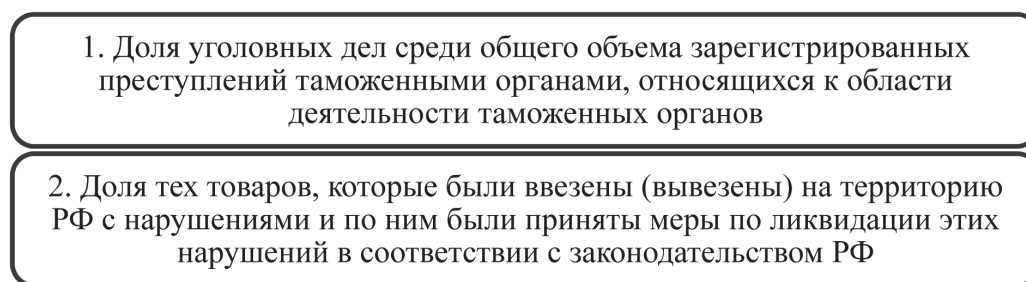 1. Доля уголовных дел среди общего объема зарегистрированных
преступлений таможенными органами, относящихся к области
деятельности таможенных органов
2. Доля тех товаров, которые были ввезены (вывезены) на территорию
РФ с нарушениями и по ним были приняты меры по ликвидации этих
нарушений в соответствии с законодательством РФ